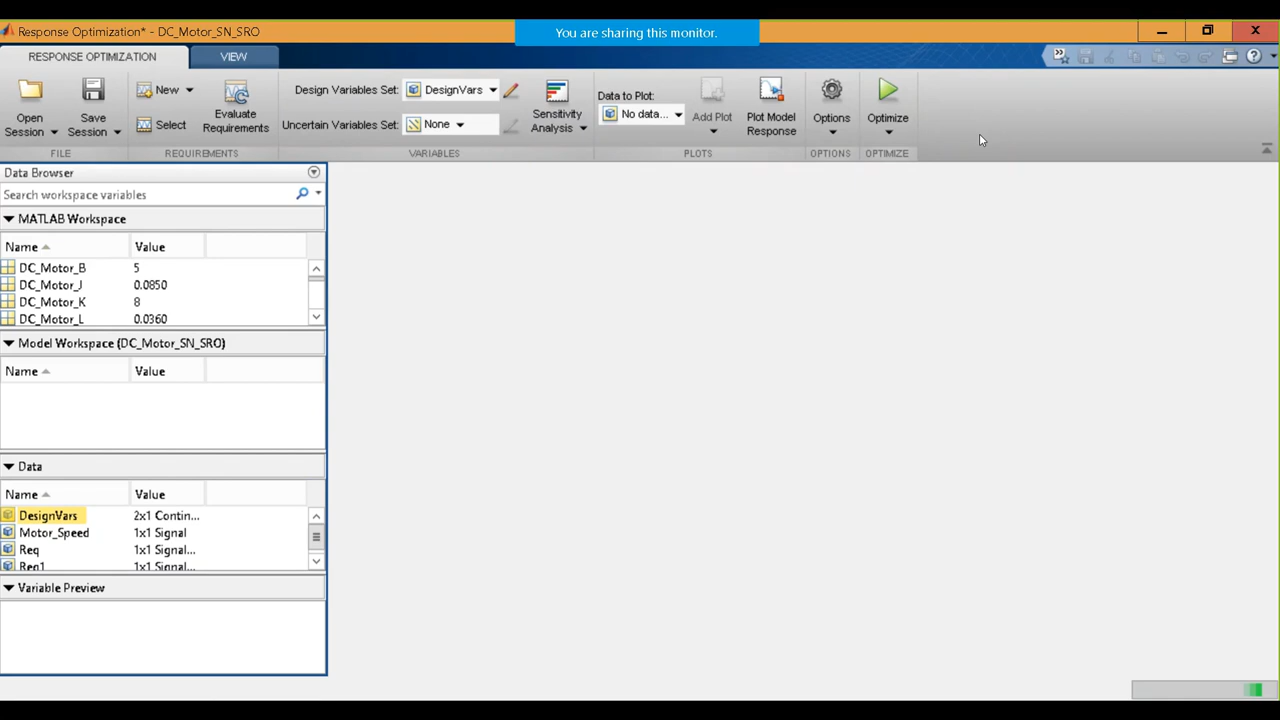 Response Optimization* - DC_Motor_SN_SRO
You are sharing this monitor.
RESPONSE OPTIMIZATION VIEW
Open Session
Save Session
New
Select
Evaluate Requirements
Design Variables Set: DesignVars
Uncertain Variables Set: None
Sensitivity Analysis
Data to Plot:
No data...
Add Plot
Plot Model Response
Options
Optimize
FILE REQUIREMENTS VARIABLES PLOTS OPTIONS OPTIMIZE
Data Browser
Search workspace variables
MATLAB Workspace
Name Value
DC_Motor_B 5
DC_Motor_J 0.0850
DC_Motor_K 8
DC_Motor_L 0.0360
Model Workspace (DC_Motor_SN_SRO)
Name Value
Data
Name Value
DesignVars 2x1 Contin...
Motor_Speed 1x1 Signal
Req 1x1 Signal...
Req1 1x1 Signal...
Variable Preview